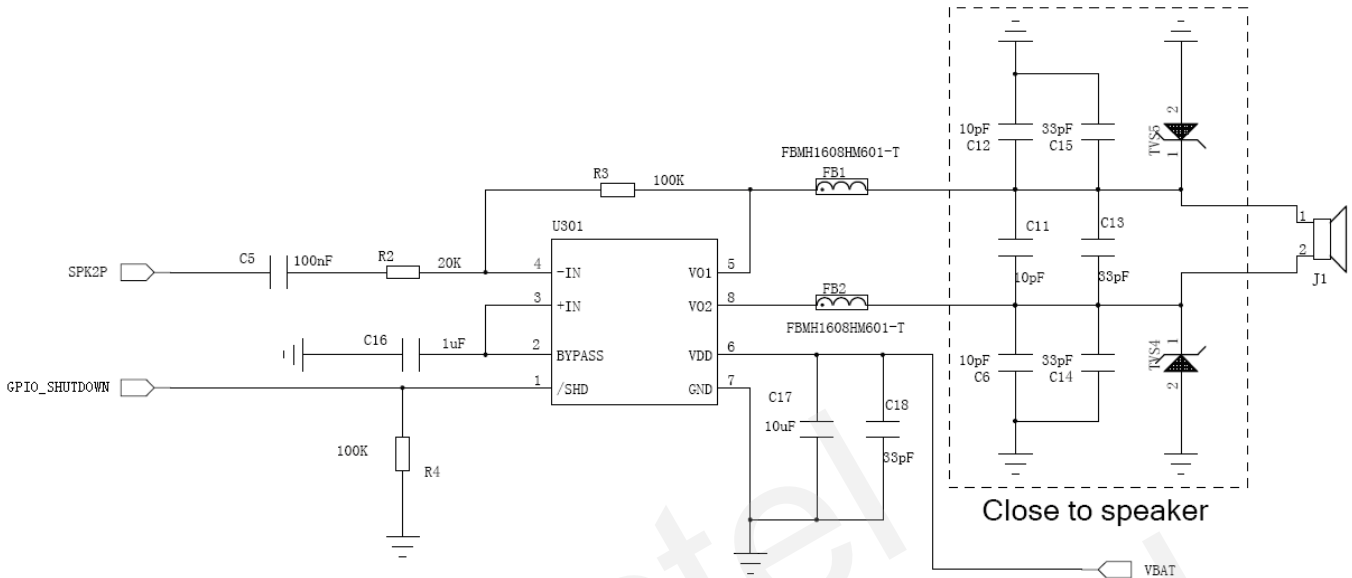 10pF
C12
33pF
C15
2
TVS5
1
FBMH1608HM601-T
FB1
R3
100K
U301
C11
10pF
C13
33pF
1
2
J1
SPK2P
C5
100nF
R2
20K
4
-IN
VO1
5
3
+IN
VO2
8
FB2
FBMH1608HM601-T
C16
1uF
2
BYPASS
VDD
6
10pF
C6
33pF
C14
1
TVS4
2
GPIO_SHUTDOWN
1
/SHD
GND
7
C17
10uF
C18
33pF
100K
R4
Close to speaker
VBAT